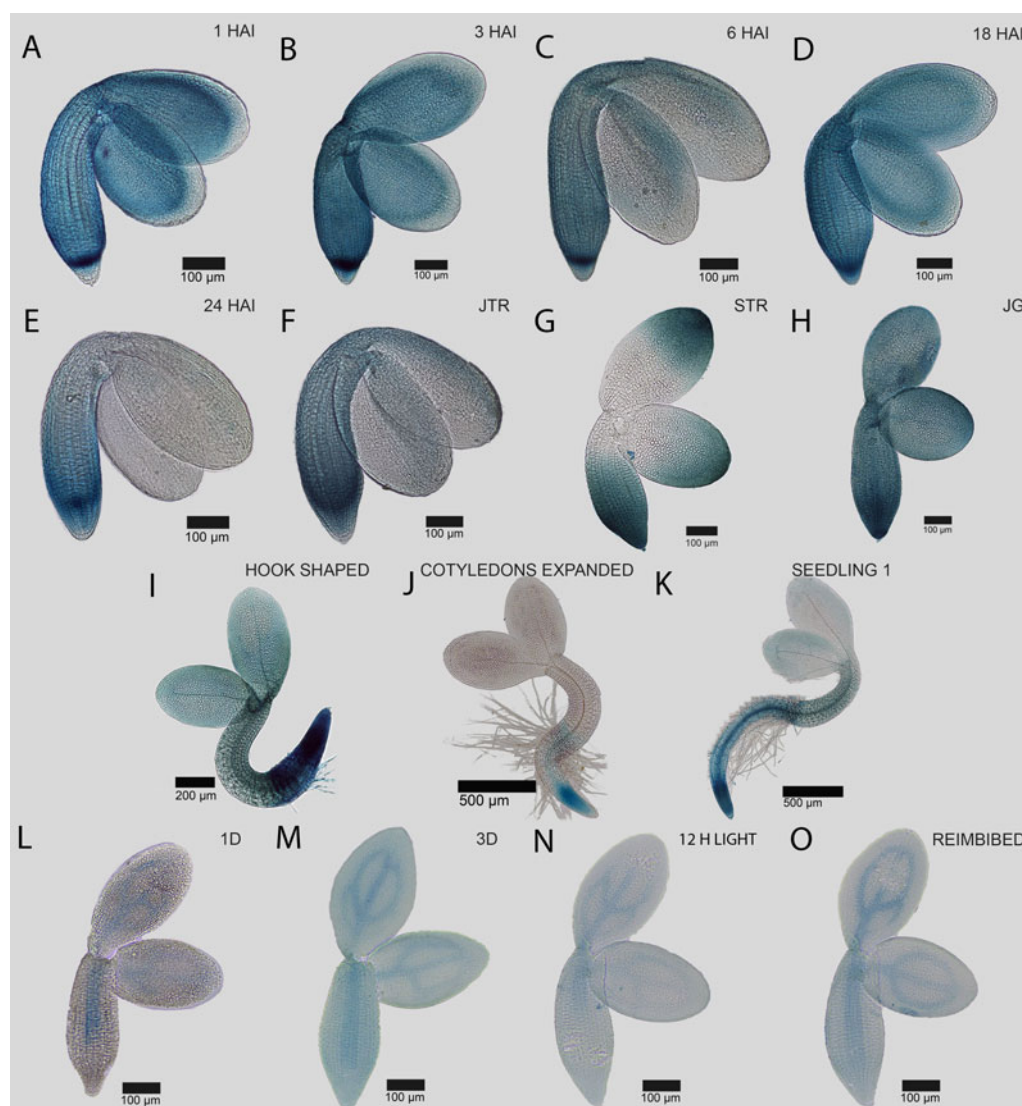 A 1 HAI
B 3 HAI
C 6 HAI
D 18 HAI
100 µm
100 µm
100 µm
100 µm
E 24 HAI
F JTR
G STR
H JG
100 µm
100 µm
100 µm
100 µm
I HOOK SHAPED
J COTYLEDONS EXPANDED
K SEEDLING 1
200 µm
500 µm
500 µm
L 1D
M 3D
N 12 H LIGHT
O REIMBIBED
100 µm
100 µm
100 µm
100 µm